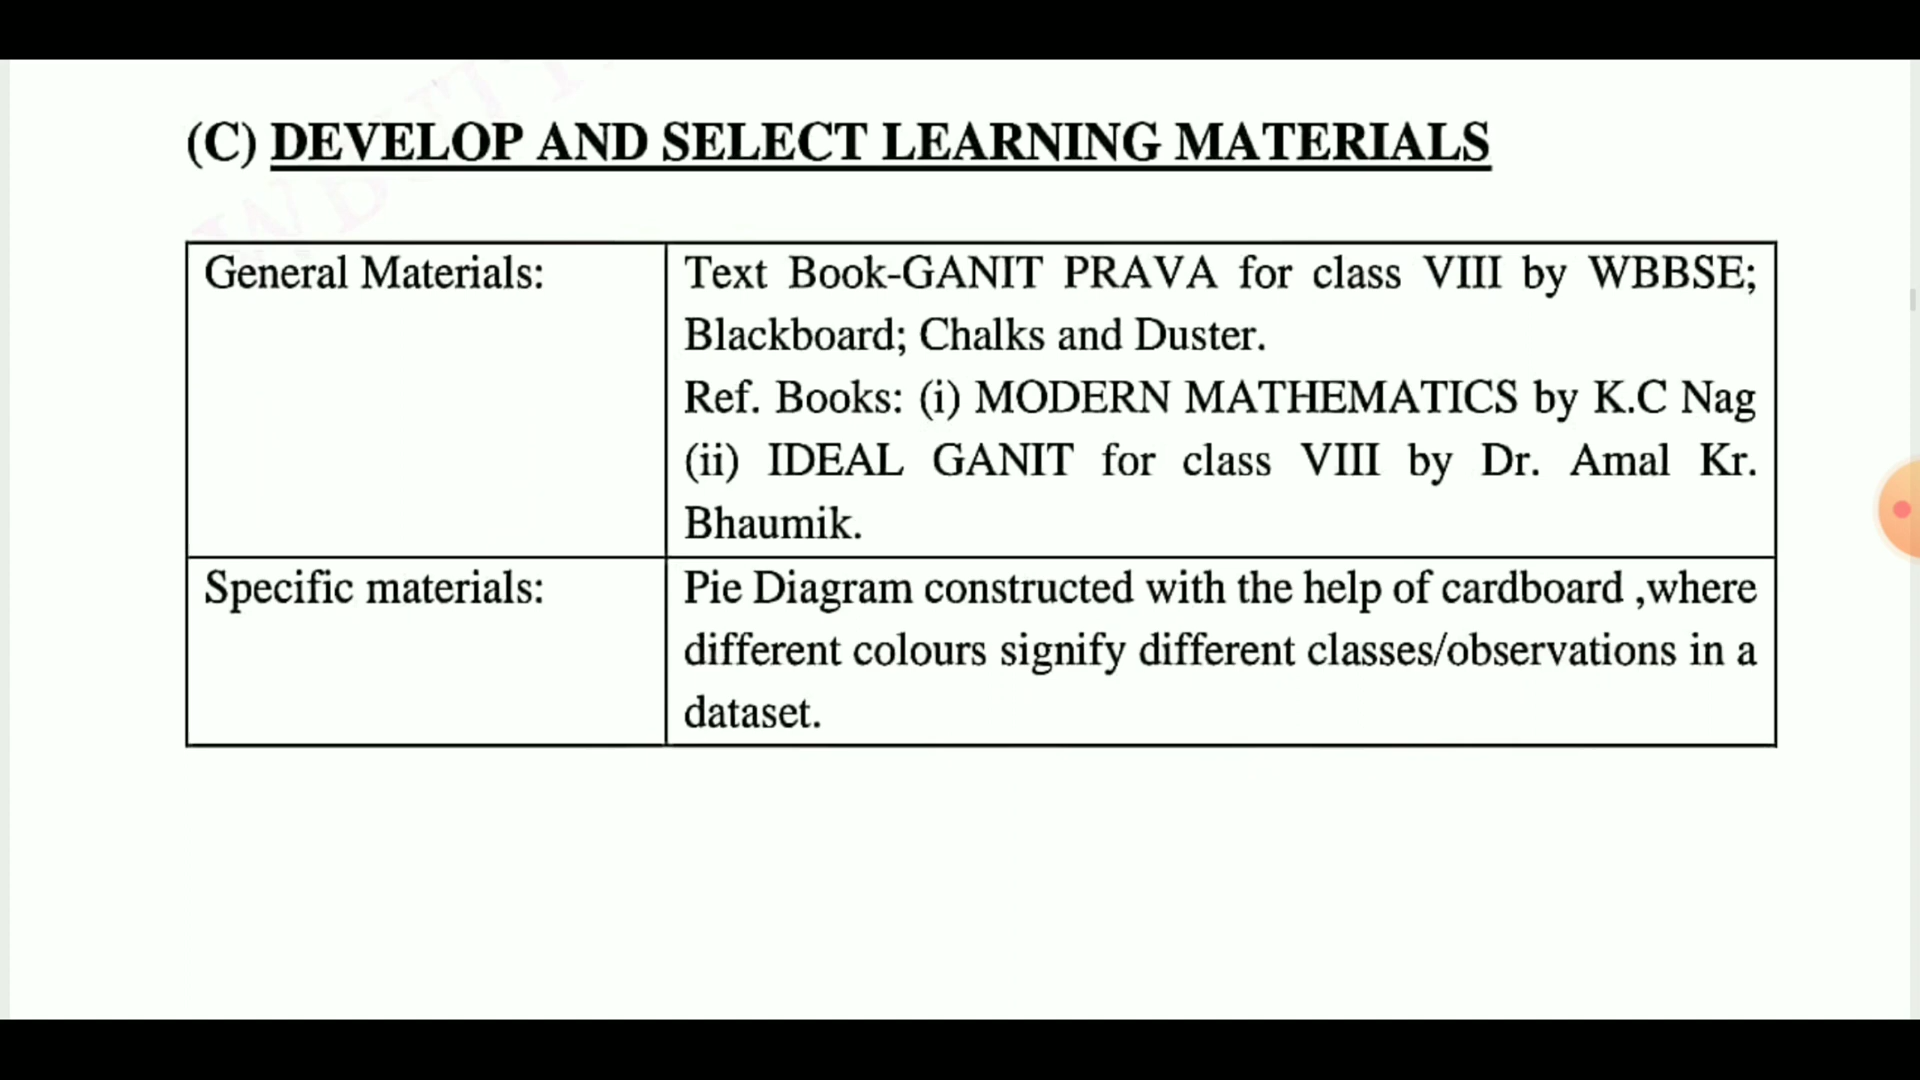 (C) DEVELOP AND SELECT LEARNING MATERIALS
General Materials:
Text Book-GANIT PRAVA for class VIII by WBBSE;
Blackboard; Chalks and Duster.
Ref. Books: (i) MODERN MATHEMATICS by K.C Nag
(ii) IDEAL GANIT for class VIII by Dr. Amal Kr.
Bhaumik.
Specific materials:
Pie Diagram constructed with the help of cardboard ,where
different colours signify different classes/observations in a
dataset.